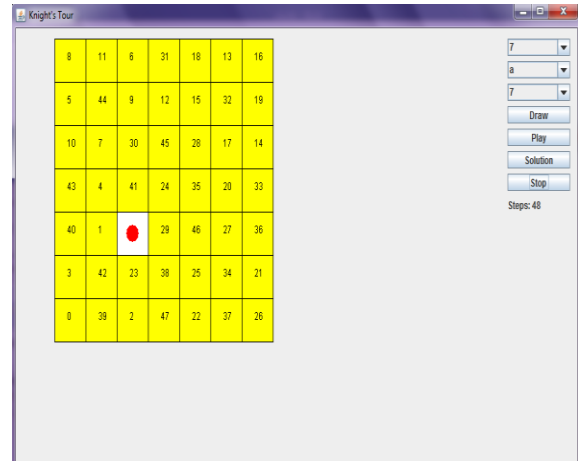 Knight's Tour
8 11 6 31 18 13 16
5 44 9 12 15 32 19
10 7 30 45 28 17 14
43 4 41 24 35 20 33
40 1 29 46 27 36
3 42 23 38 25 34 21
0 39 2 47 22 37 26
7
a
7
Draw
Play
Solution
Stop
Steps: 48